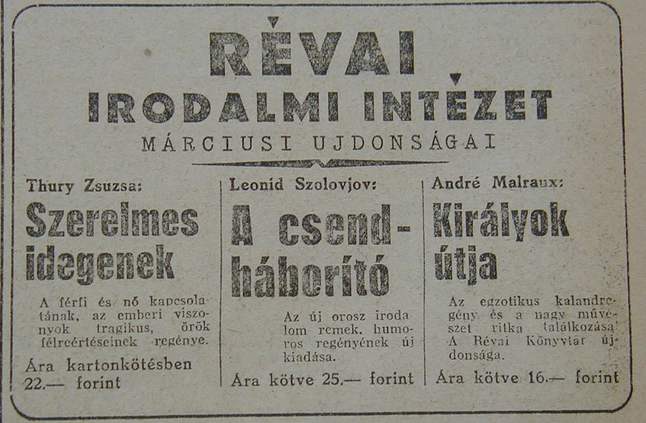 RÉVAI
IRODALMI INTÉZET
MÁRCIUSI UJDONSÁGAI
Thury Zsuzsa:
Szerelmes
idegenek
A férfi és nő kapcsola
tának, az emberi viszo-
nyok tragikus, örök
félreértéseinek regénye.
Ára kartonkötésben
22.— forint
Leonid Szolovjov:
A csend-
háborító
Az új orosz iroda
lom remek, humo-
ros regényének új
kiadása.
Ára kötve 25.— forint
André Malraux:
Királyok
útja
Az egzotikus kalandre-
gény és a nagy művé-
szet ritka találkozása!
A Révai Könyvtár új-
donsága.
Ára kötve 16.— forint